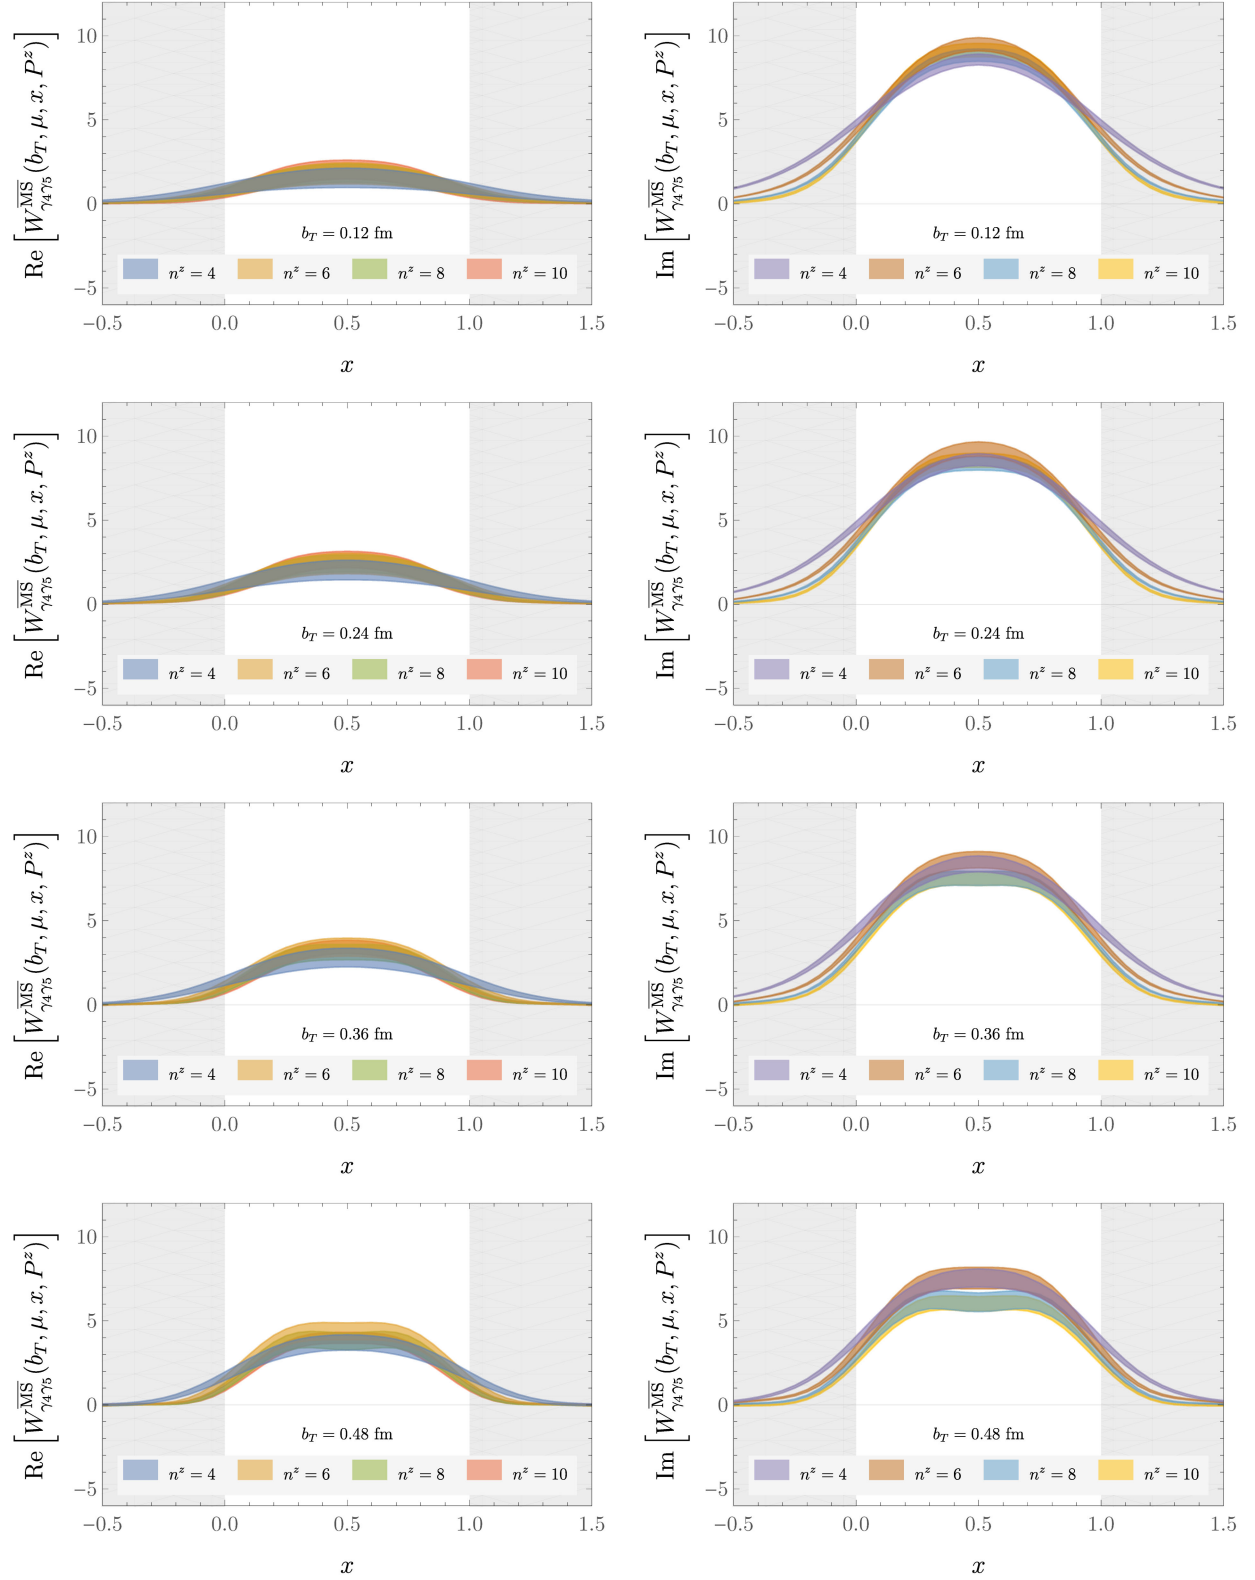 Re [W^{\overline{MS}}_{γ₄γ₅}(b_T, μ, x, P^z)]
10
5
0
−5
b_T = 0.12 fm
n^z = 4 n^z = 6 n^z = 8 n^z = 10
−0.5 0.0 0.5 1.0 1.5
x
Im [W^{\overline{MS}}_{γ₄γ₅}(b_T, μ, x, P^z)]
10
5
0
−5
b_T = 0.12 fm
n^z = 4 n^z = 6 n^z = 8 n^z = 10
−0.5 0.0 0.5 1.0 1.5
x
Re [W^{\overline{MS}}_{γ₄γ₅}(b_T, μ, x, P^z)]
10
5
0
−5
b_T = 0.24 fm
n^z = 4 n^z = 6 n^z = 8 n^z = 10
−0.5 0.0 0.5 1.0 1.5
x
Im [W^{\overline{MS}}_{γ₄γ₅}(b_T, μ, x, P^z)]
10
5
0
−5
b_T = 0.24 fm
n^z = 4 n^z = 6 n^z = 8 n^z = 10
−0.5 0.0 0.5 1.0 1.5
x
Re [W^{\overline{MS}}_{γ₄γ₅}(b_T, μ, x, P^z)]
10
5
0
−5
b_T = 0.36 fm
n^z = 4 n^z = 6 n^z = 8 n^z = 10
−0.5 0.0 0.5 1.0 1.5
x
Im [W^{\overline{MS}}_{γ₄γ₅}(b_T, μ, x, P^z)]
10
5
0
−5
b_T = 0.36 fm
n^z = 4 n^z = 6 n^z = 8 n^z = 10
−0.5 0.0 0.5 1.0 1.5
x
Re [W^{\overline{MS}}_{γ₄γ₅}(b_T, μ, x, P^z)]
10
5
0
−5
b_T = 0.48 fm
n^z = 4 n^z = 6 n^z = 8 n^z = 10
−0.5 0.0 0.5 1.0 1.5
x
Im [W^{\overline{MS}}_{γ₄γ₅}(b_T, μ, x, P^z)]
10
5
0
−5
b_T = 0.48 fm
n^z = 4 n^z = 6 n^z = 8 n^z = 10
−0.5 0.0 0.5 1.0 1.5
x